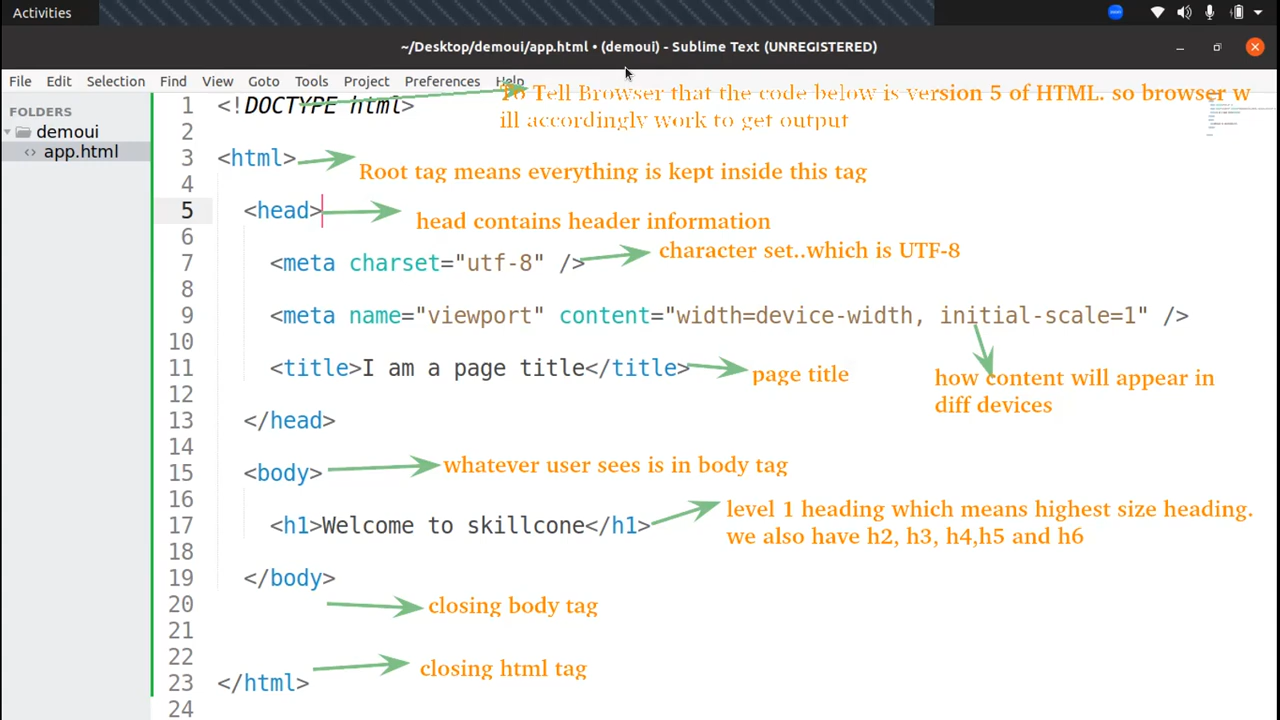 Activities
~/Desktop/demoui/app.html • (demoui) - Sublime Text (UNREGISTERED)
File Edit Selection Find View Goto Tools Project Preferences Help
FOLDERS
demoui
<> app.html
1 <!DOCTYPE html>
To Tell Browser that the code below is version 5 of HTML. so browser w
ill accordingly work to get output
2
3 <html>
Root tag means everything is kept inside this tag
4
5 <head>
head contains header information
6
7 <meta charset="utf-8" />
character set..which is UTF-8
8
9 <meta name="viewport" content="width=device-width, initial-scale=1" />
10
11 <title>I am a page title</title>
page title
how content will appear in
diff devices
12
13 </head>
14
15 <body>
whatever user sees is in body tag
16
17 <h1>Welcome to skillcone</h1>
level 1 heading which means highest size heading.
we also have h2, h3, h4,h5 and h6
18
19 </body>
20
closing body tag
21
22
closing html tag
23 </html>
24